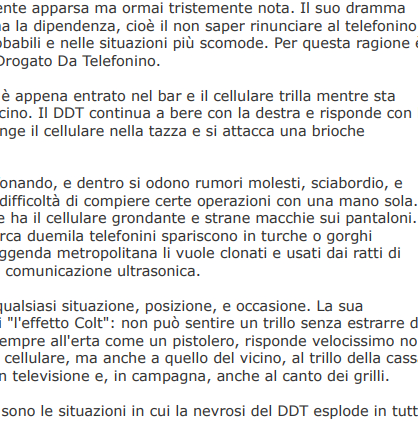 ente apparsa ma ormai tristemente nota. Il suo dramma
a la dipendenza, cioè il non saper rinunciare al telefonino
obabili e nelle situazioni più scomode. Per questa ragione è
Drogato Da Telefonino.
è appena entrato nel bar e il cellulare trilla mentre sta
cino. Il DDT continua a bere con la destra e risponde con
nge il cellulare nella tazza e si attacca una brioche
onando, e dentro si odono rumori molesti, sciabordio, e
difficoltà di compiere certe operazioni con una mano sola.
e ha il cellulare grondante e strane macchie sui pantaloni.
rca duemila telefonini spariscono in turche o gorghi
ggenda metropolitana li vuole clonati e usati dai ratti di
comunicazione ultrasonica.
qualsiasi situazione, posizione, e occasione. La sua
i "l'effetto Colt": non può sentire un trillo senza estrarre d
empre all'erta come un pistolero, risponde velocissimo no
cellulare, ma anche a quello del vicino, al trillo della cass
n televisione e, in campagna, anche al canto dei grilli.
sono le situazioni in cui la nevrosi del DDT esplode in tutt